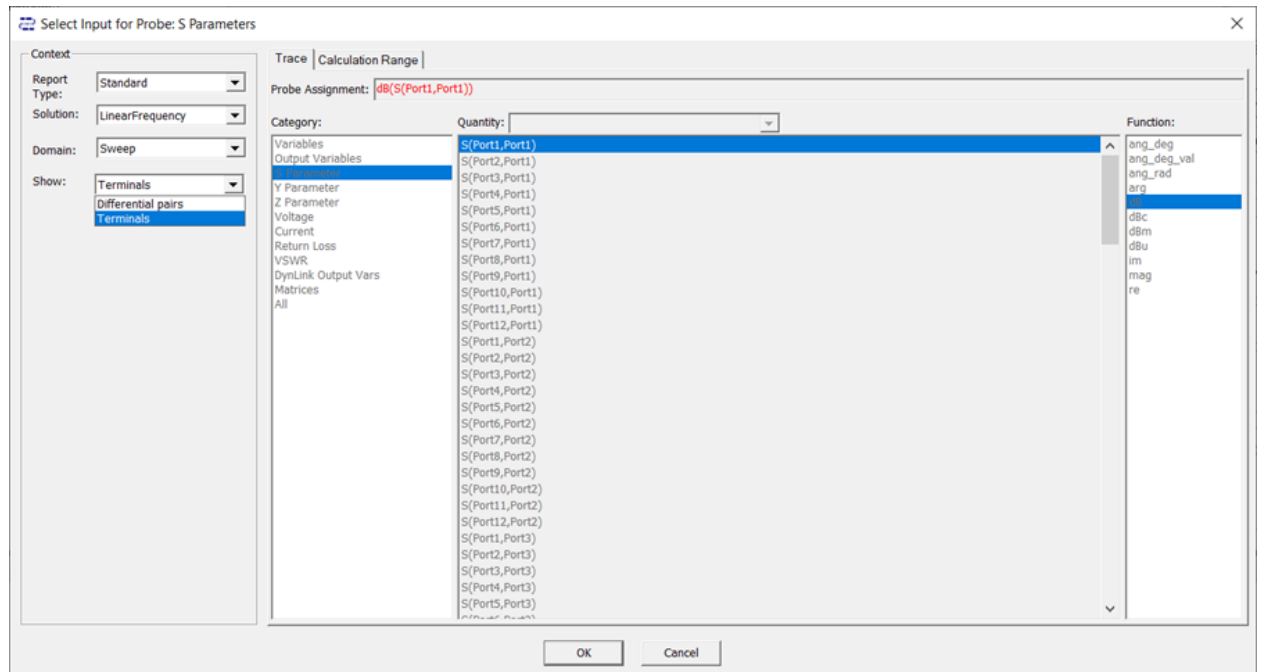 Select Input for Probe: S Parameters
Context
Report Type:
Standard
Solution:
LinearFrequency
Domain:
Sweep
Show:
Terminals
Differential pairs
Terminals
Trace
Calculation Range
Probe Assignment:
dB(S(Port1,Port1))
Category:
Variables
Output Variables
S Parameter
Y Parameter
Z Parameter
Voltage
Current
Return Loss
VSWR
DynLink Output Vars
Matrices
All
Quantity:
S(Port1,Port1)
S(Port2,Port1)
S(Port3,Port1)
S(Port4,Port1)
S(Port5,Port1)
S(Port6,Port1)
S(Port7,Port1)
S(Port8,Port1)
S(Port9,Port1)
S(Port10,Port1)
S(Port11,Port1)
S(Port12,Port1)
S(Port1,Port2)
S(Port2,Port2)
S(Port3,Port2)
S(Port4,Port2)
S(Port5,Port2)
S(Port6,Port2)
S(Port7,Port2)
S(Port8,Port2)
S(Port9,Port2)
S(Port10,Port2)
S(Port11,Port2)
S(Port12,Port2)
S(Port1,Port3)
S(Port2,Port3)
S(Port3,Port3)
S(Port4,Port3)
S(Port5,Port3)
Function:
ang_deg
ang_deg_val
ang_rad
arg
dB
dBc
dBm
dBu
im
mag
re
OK
Cancel